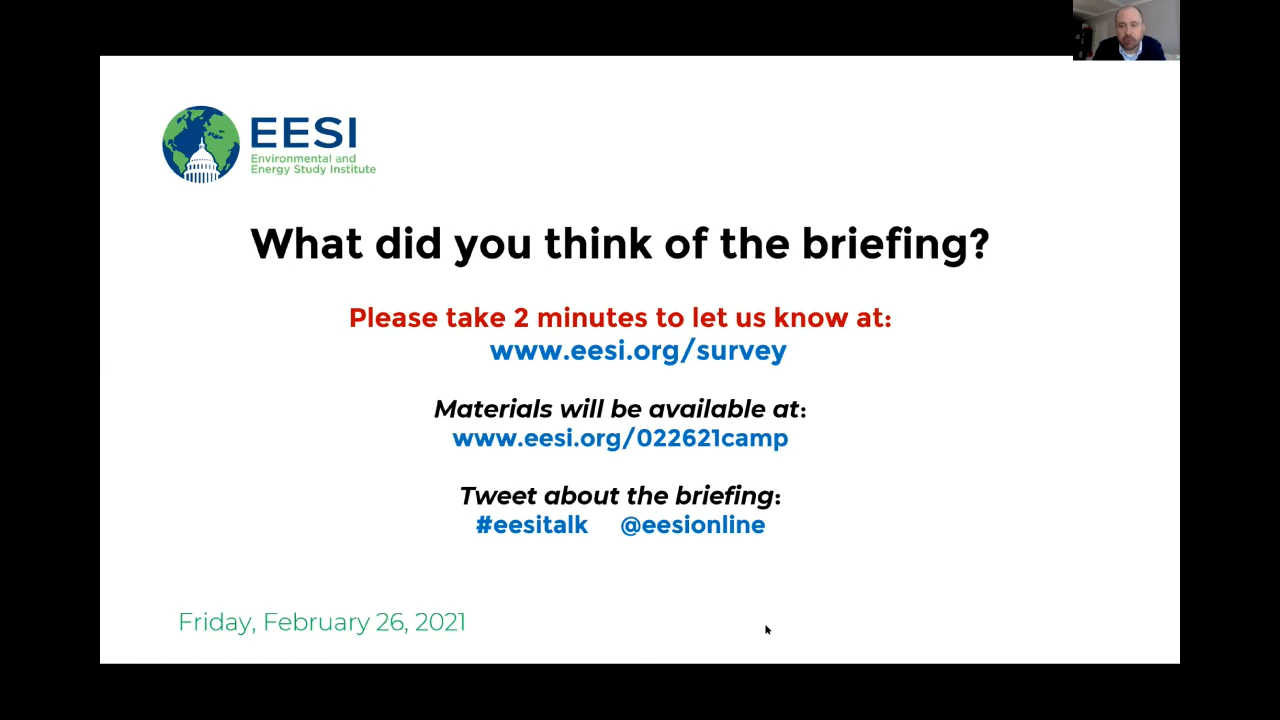 EESI
Environmental and
Energy Study Institute
What did you think of the briefing?
Please take 2 minutes to let us know at:
www.eesi.org/survey
Materials will be available at:
www.eesi.org/022621camp
Tweet about the briefing:
#eesitalk @eesionline
Friday, February 26, 2021